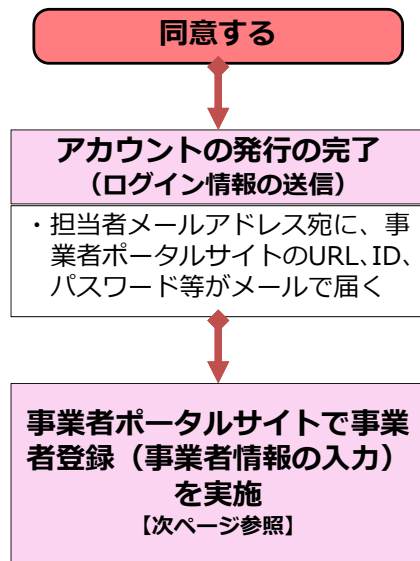 同意する
アカウントの発行の完了
（ログイン情報の送信）
・担当者メールアドレス宛に、事
業者ポータルサイトのURL、ID、
パスワード等がメールで届く
事業者ポータルサイトで事業
者登録（事業者情報の入力）
を実施
【次ページ参照】